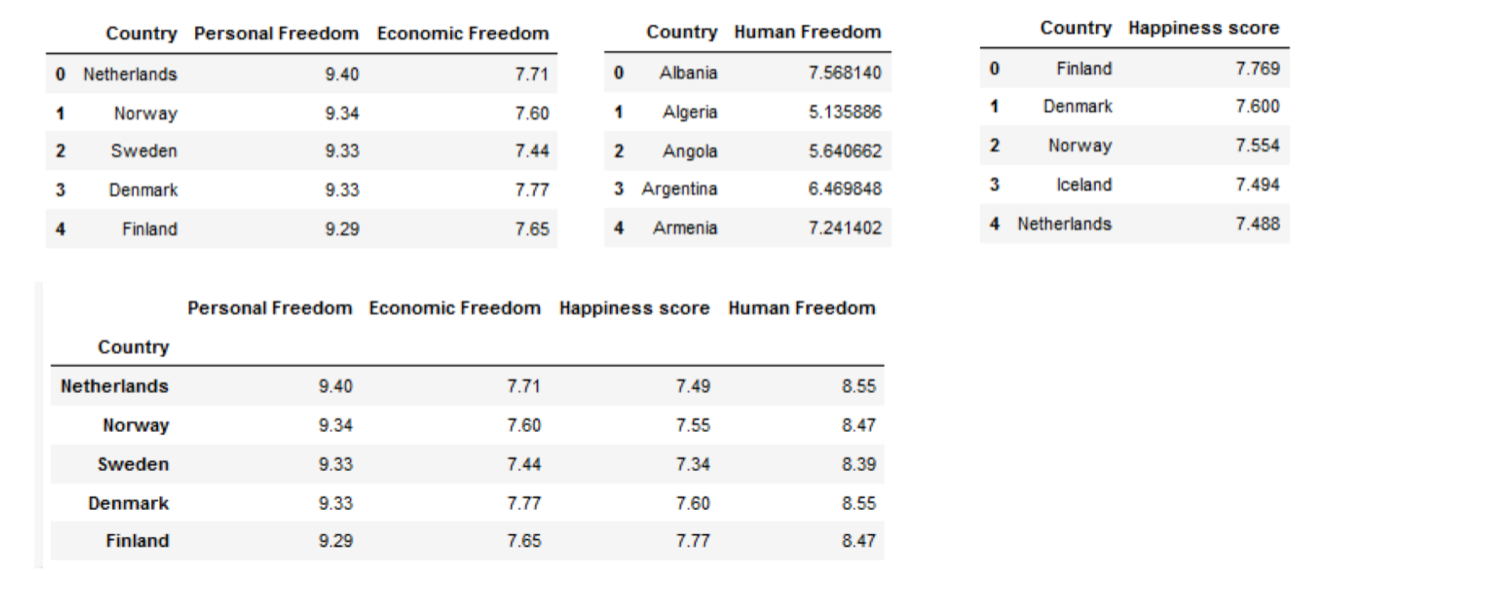 Country Personal Freedom Economic Freedom
0 Netherlands 9.40 7.71
1 Norway 9.34 7.60
2 Sweden 9.33 7.44
3 Denmark 9.33 7.77
4 Finland 9.29 7.65
Country Human Freedom
0 Albania 7.568140
1 Algeria 5.135886
2 Angola 5.640662
3 Argentina 6.469848
4 Armenia 7.241402
Country Happiness score
0 Finland 7.769
1 Denmark 7.600
2 Norway 7.554
3 Iceland 7.494
4 Netherlands 7.488
Personal Freedom Economic Freedom Happiness score Human Freedom
Country
Netherlands 9.40 7.71 7.49 8.55
Norway 9.34 7.60 7.55 8.47
Sweden 9.33 7.44 7.34 8.39
Denmark 9.33 7.77 7.60 8.55
Finland 9.29 7.65 7.77 8.47